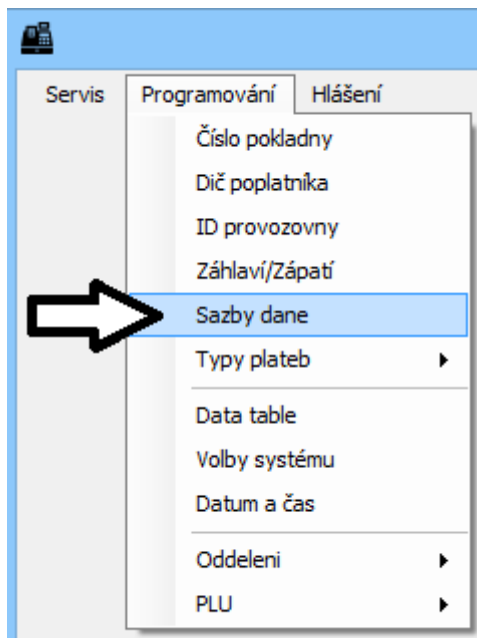 Servis Programování Hlášení
Číslo pokladny
Dič poplatníka
ID provozovny
Záhlaví/Zápatí
Sazby dane
Typy plateb
Data table
Volby systému
Datum a čas
Oddeleni
PLU